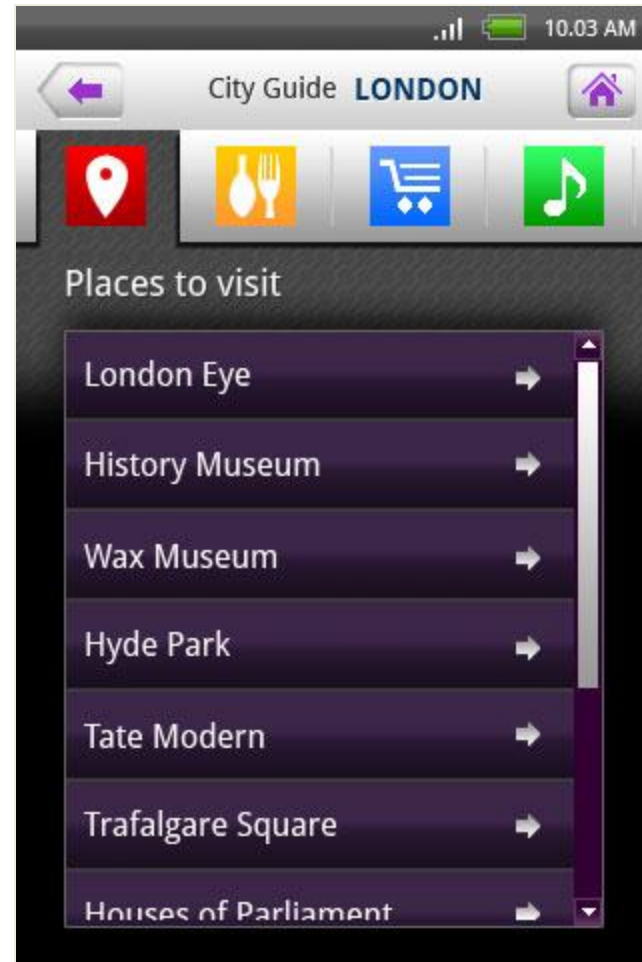 10.03 AM
City Guide LONDON
Places to visit
London Eye
History Museum
Wax Museum
Hyde Park
Tate Modern
Trafalgare Square
Houses of Parliament